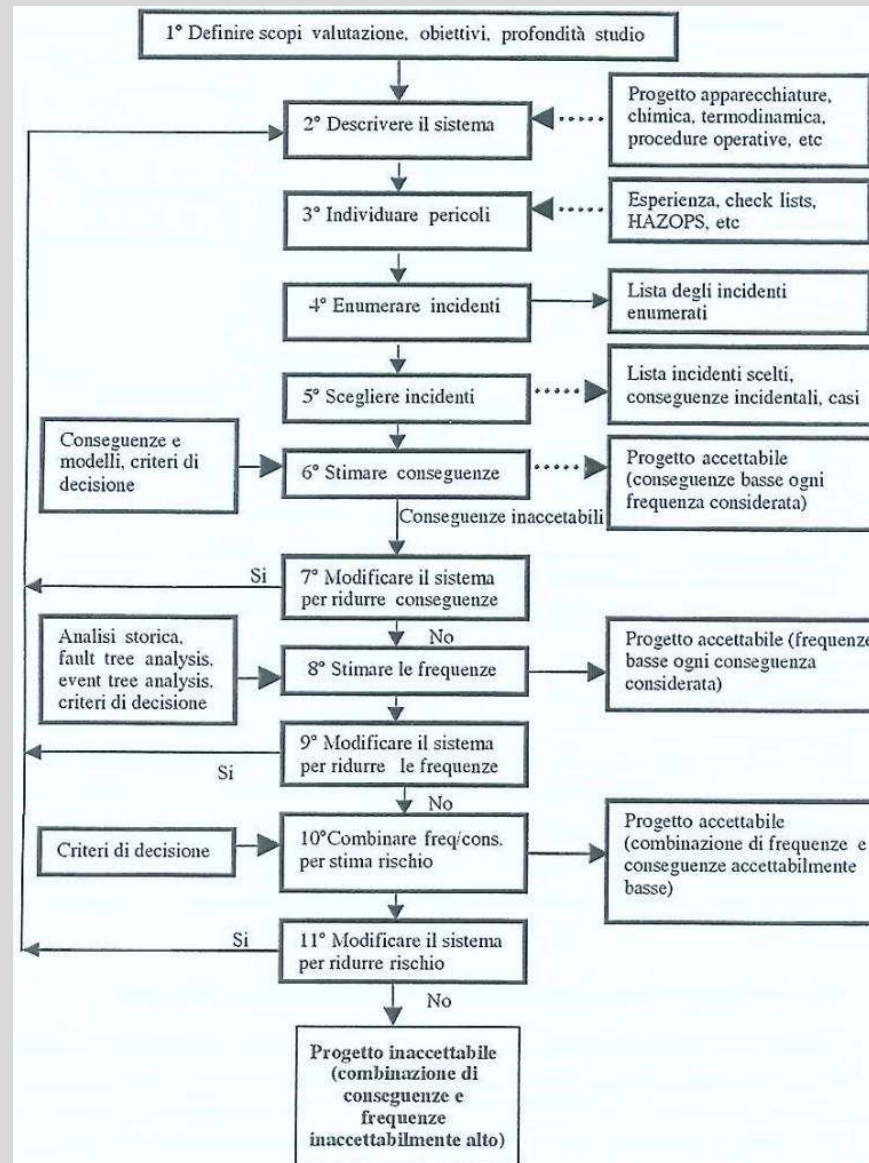 1° Definire scopi valutazione, obiettivi, profondità studio
2° Descrivere il sistema
Progetto apparecchiature,
chimica, termodinamica,
procedure operative, etc
3° Individuare pericoli
Esperienza, check lists,
HAZOPS, etc
4° Enumerare incidenti
Lista degli incidenti
enumerati
5° Scegliere incidenti
Lista incidenti scelti,
conseguenze incidentali, casi
Conseguenze e
modelli, criteri di
decisione
6° Stimare conseguenze
Progetto accettabile
(conseguenze basse ogni
frequenza considerata)
Conseguenze inaccetabili
Si
7° Modificare il sistema
per ridurre conseguenze
No
Analisi storica,
fault tree analysis,
event tree analysis,
criteri di decisione
8° Stimare le frequenze
Progetto accettabile (frequenze
basse ogni conseguenza
considerata)
Si
9° Modificare il sistema
per ridurre le frequenze
No
Criteri di decisione
10°Combinare freq/cons.
per stima rischio
Progetto accettabile
(combinazione di frequenze e
conseguenze accettabilmente
basse)
Si
11° Modificare il sistema
per ridurre rischio
No
Progetto inaccettabile
(combinazione di
conseguenze e
frequenze
inaccettabilmente alto)